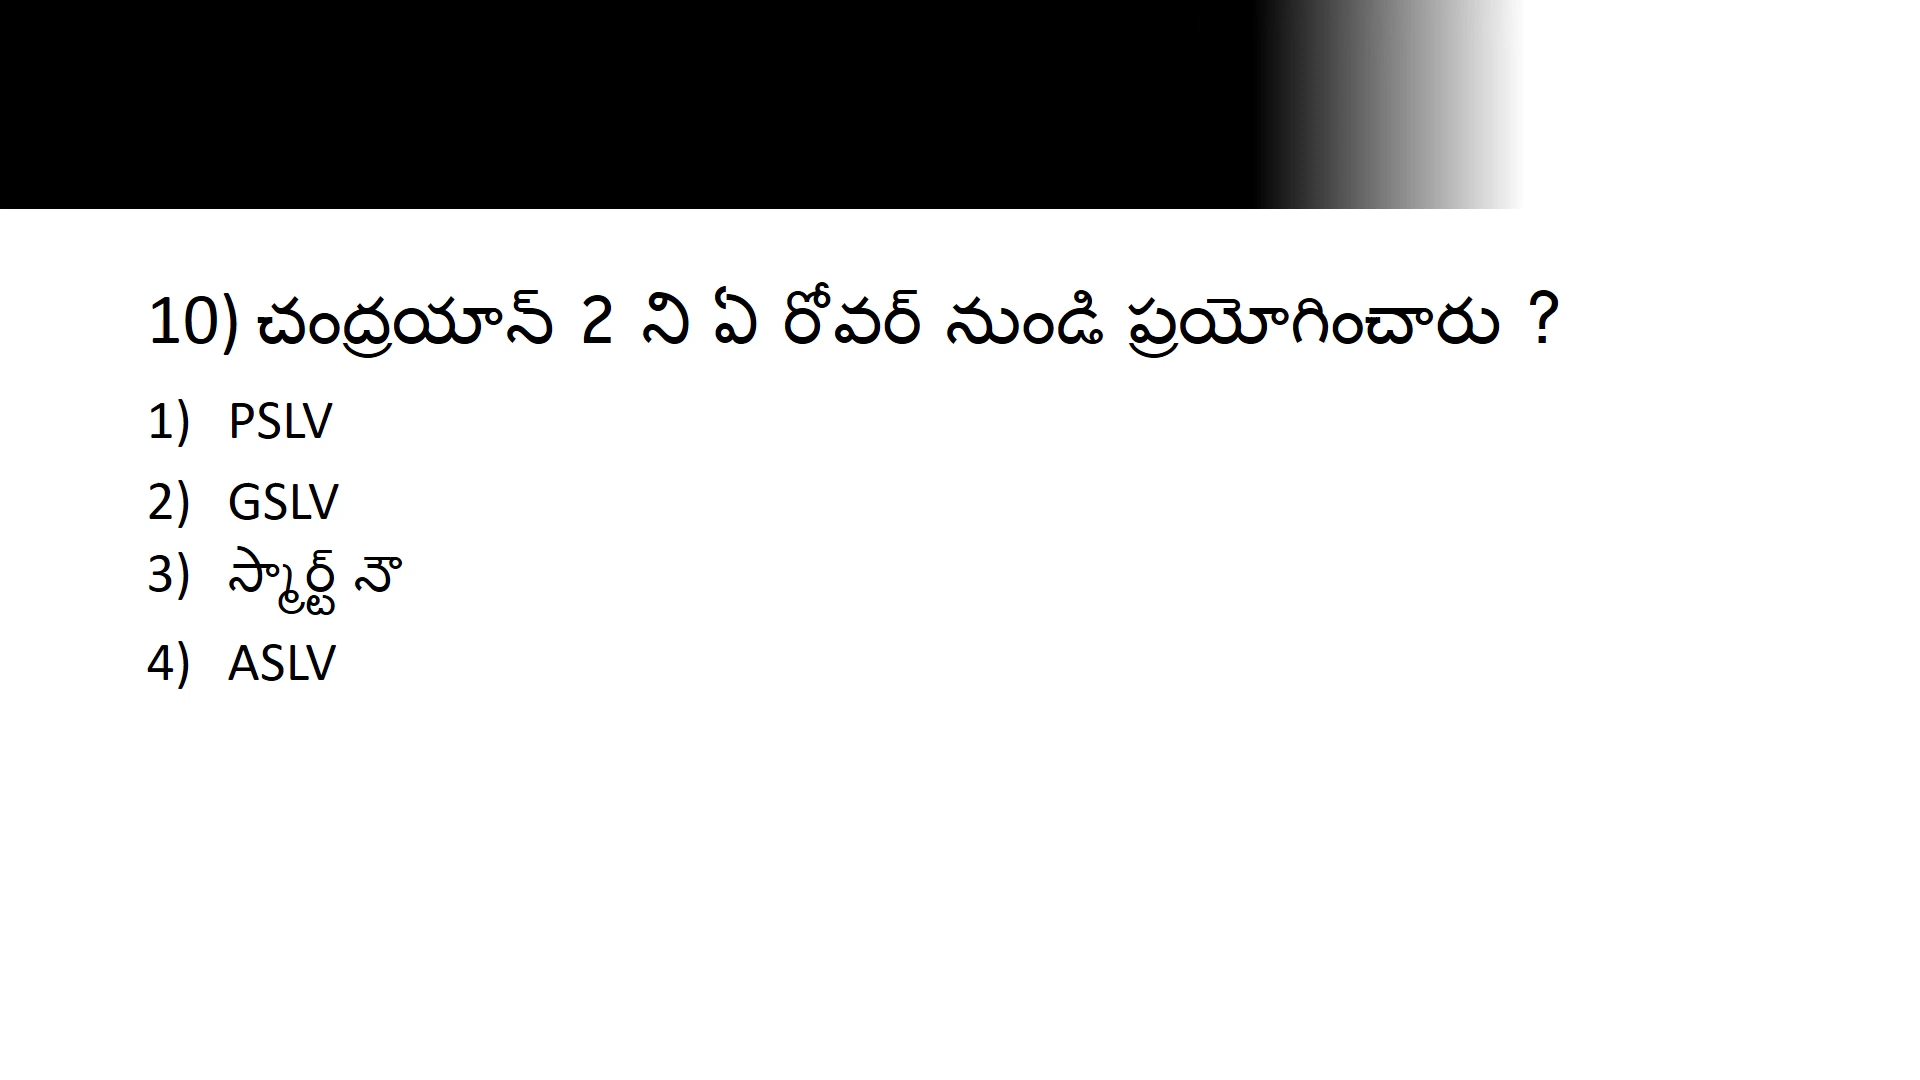 10) చంద్రయాన్ 2 ని ఏ రోవర్ నుండి ప్రయోగించారు ?
1) PSLV
2) GSLV
3) స్మార్ట్ నౌ
4) ASLV